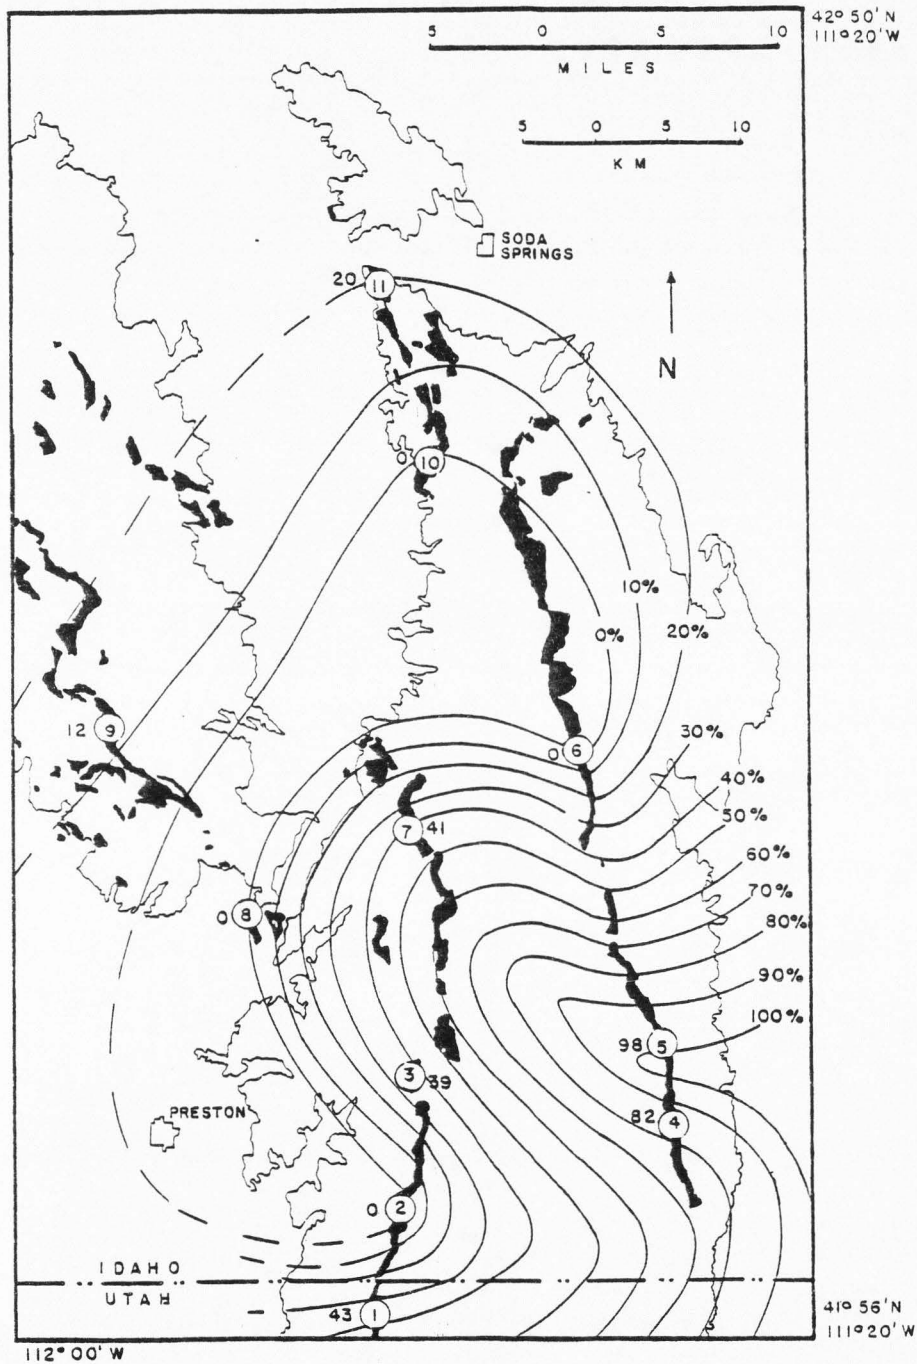 42° 50' N
111° 20' W
5 0 5 10
MILES
5 0 5 10
KM
SODA
SPRINGS
20 11
N
0 10
10%
0% 20%
12 9
0 6
30%
40%
50%
7 41
60%
70%
0 8
80%
90%
100%
98 5
3 39
PRESTON
82 4
0 2
IDAHO
UTAH
43 1
41° 56' N
111° 20' W
112° 00' W